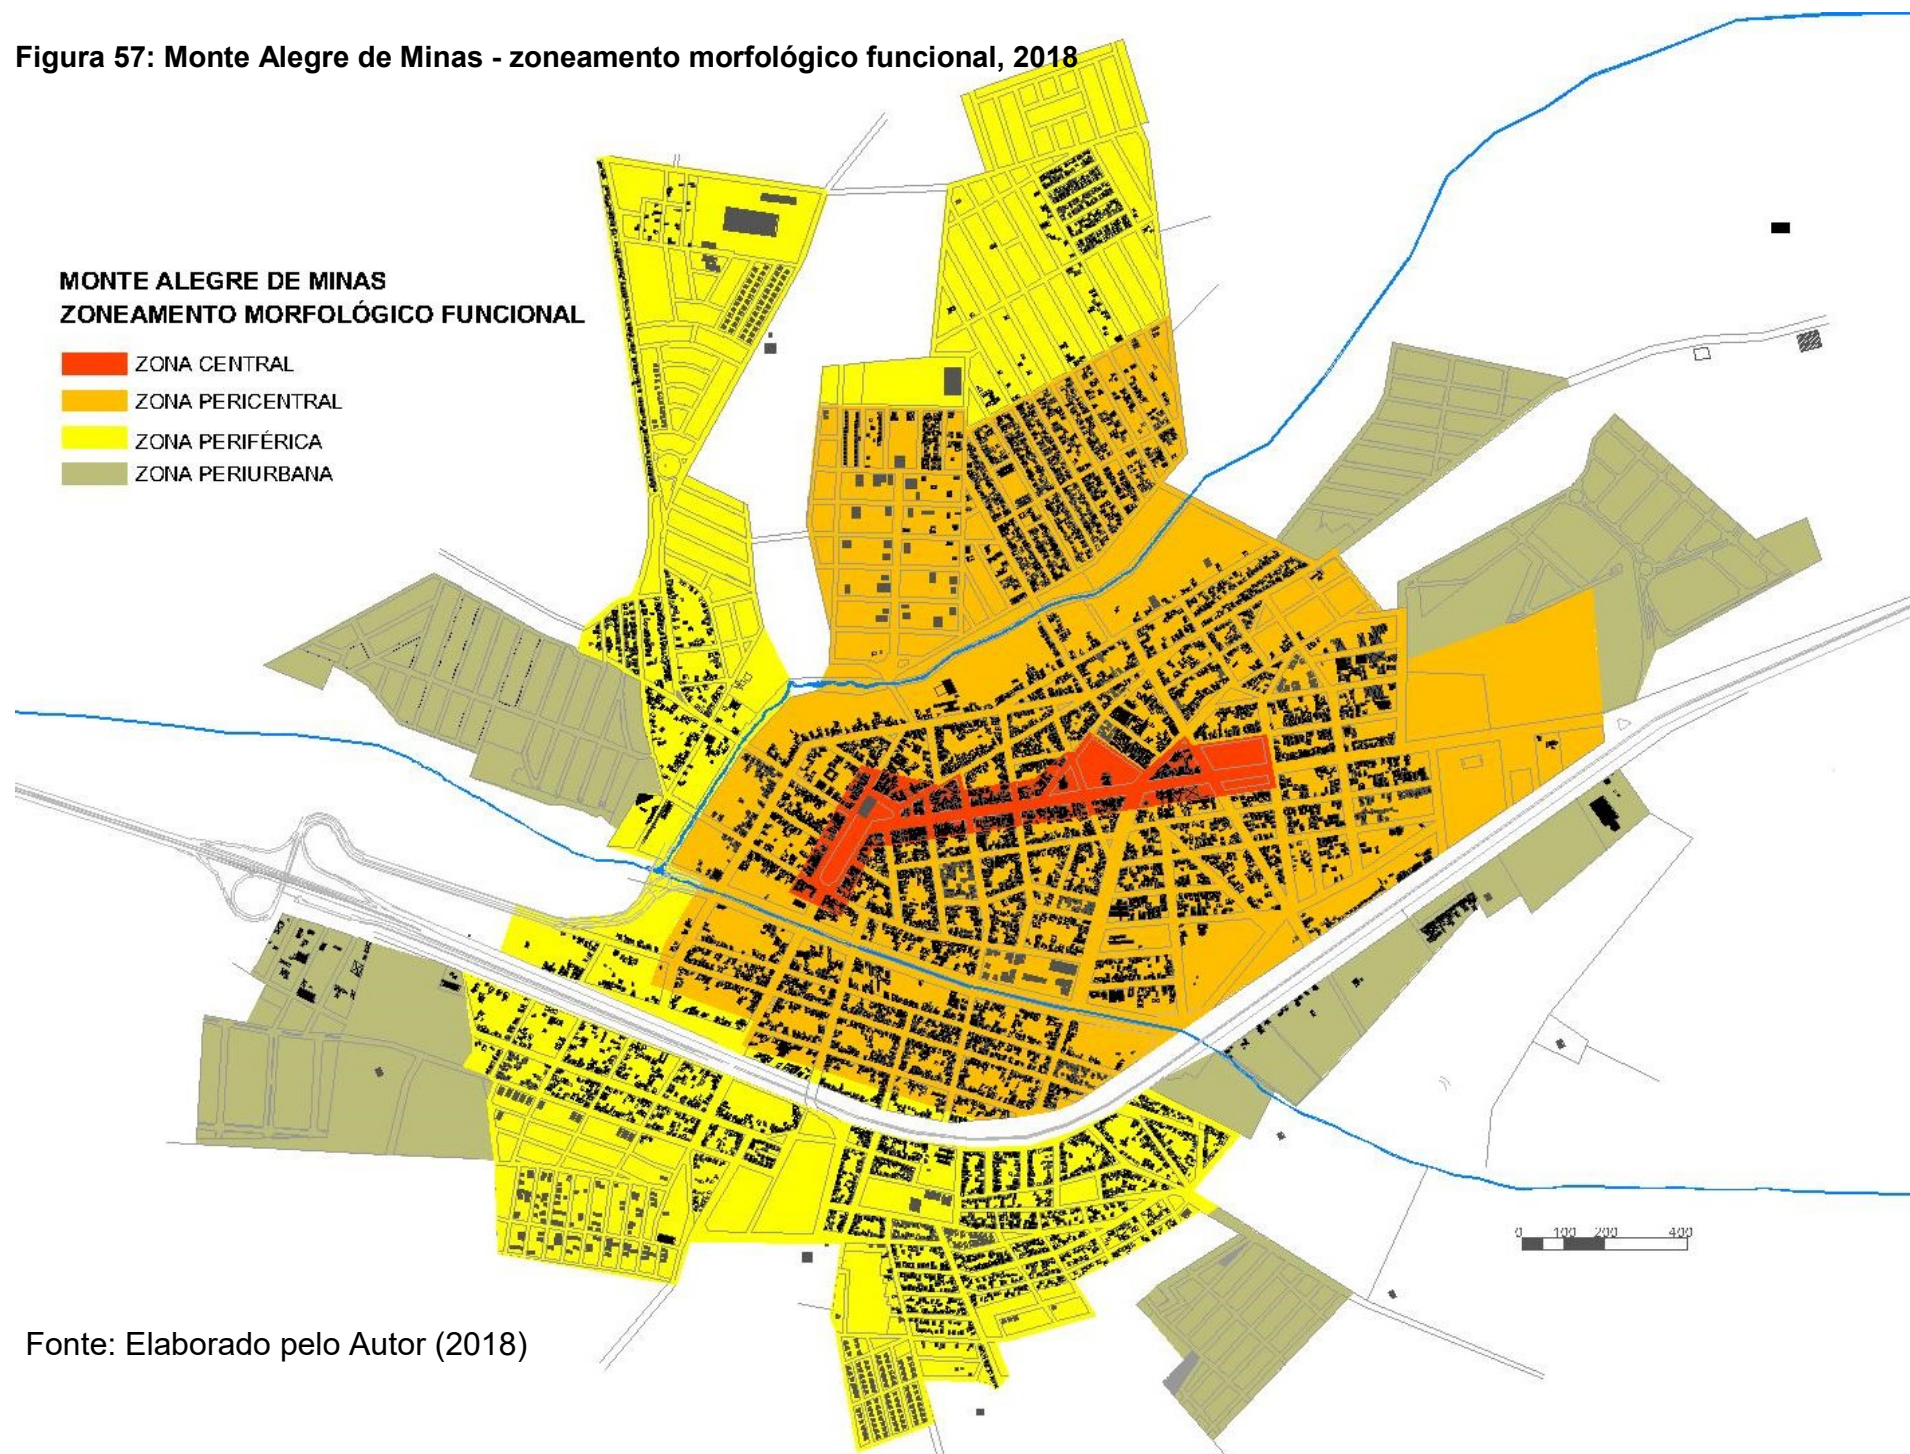 Figura 57: Monte Alegre de Minas - zoneamento morfológico funcional, 2018
MONTE ALEGRE DE MINAS
ZONEAMENTO MORFOLÓGICO FUNCIONAL
ZONA CENTRAL
ZONA PERICENTRAL
ZONA PERIFÉRICA
ZONA PERIURBANA
0 100 200 400
Fonte: Elaborado pelo Autor (2018)